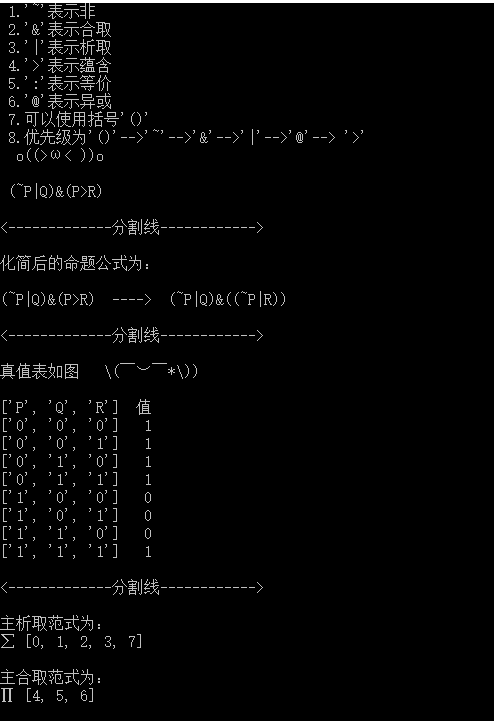 1.'~'表示非
2.'&'表示合取
3.'|'表示析取
4.'>'表示蕴含
5.':'表示等价
6.'@'表示异或
7.可以使用括号'()'
8.优先级为'()'-->'~'-->'&'-->'|'-->'@'--> '>'
o((>ω< ))o
(~P|Q)&(P>R)
<-------------分割线------------>
化简后的命题公式为:
(~P|Q)&(P>R) ----> (~P|Q)&((~P|R))
<-------------分割线------------>
真值表如图 \(￣︶￣*\))
['P', 'Q', 'R'] 值
['0', '0', '0'] 1
['0', '0', '1'] 1
['0', '1', '0'] 1
['0', '1', '1'] 1
['1', '0', '0'] 0
['1', '0', '1'] 0
['1', '1', '0'] 0
['1', '1', '1'] 1
<-------------分割线------------>
主析取范式为:
∑ [0, 1, 2, 3, 7]
主合取范式为:
∏ [4, 5, 6]